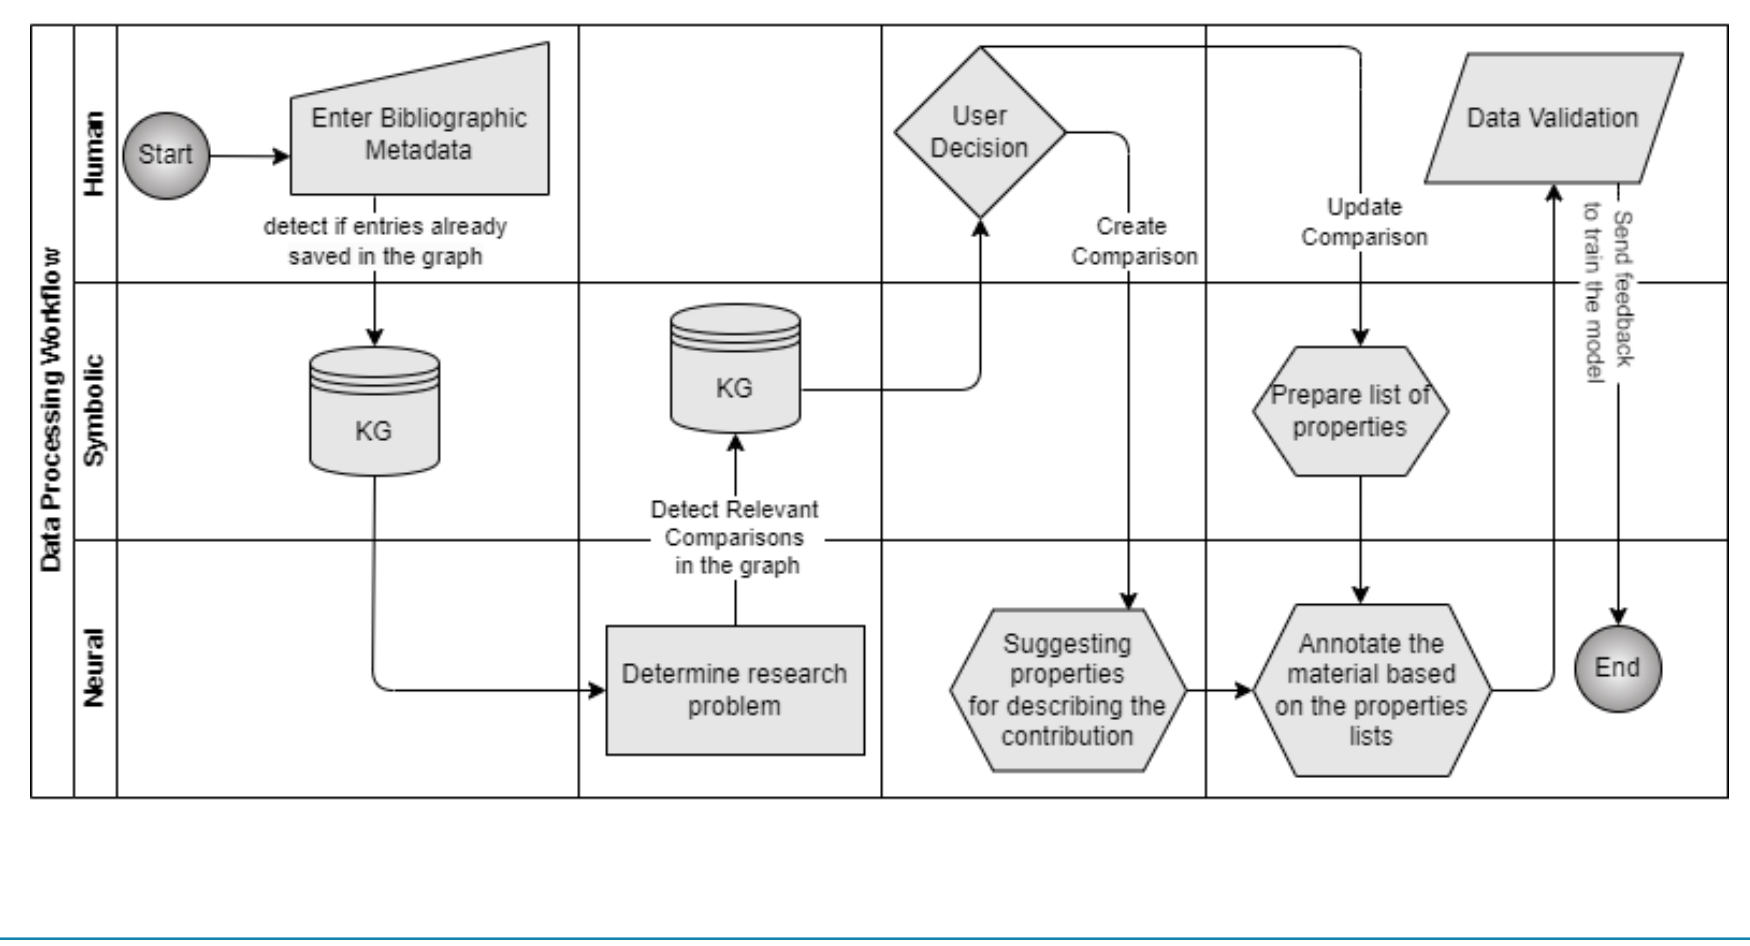 Data Processing Workflow
Human
Symbolic
Neural
Start
Enter Bibliographic
Metadata
detect if entries already
saved in the graph
KG
Determine research
problem
Detect Relevant
Comparisons
in the graph
KG
User
Decision
Create
Comparison
Update
Comparison
Suggesting
properties
for describing the
contribution
Prepare list of
properties
Annotate the
material based
on the properties
lists
Data Validation
Send feedback
to train the model
End